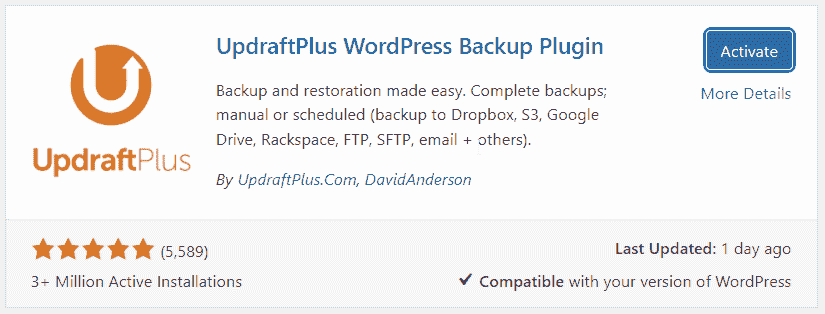 UpdraftPlus WordPress Backup Plugin
Activate
Backup and restoration made easy. Complete backups;
manual or scheduled (backup to Dropbox, S3, Google
Drive, Rackspace, FTP, SFTP, email + others).
More Details
By UpdraftPlus.Com, DavidAnderson
UpdraftPlus
(5,589)
Last Updated: 1 day ago
3+ Million Active Installations
Compatible with your version of WordPress